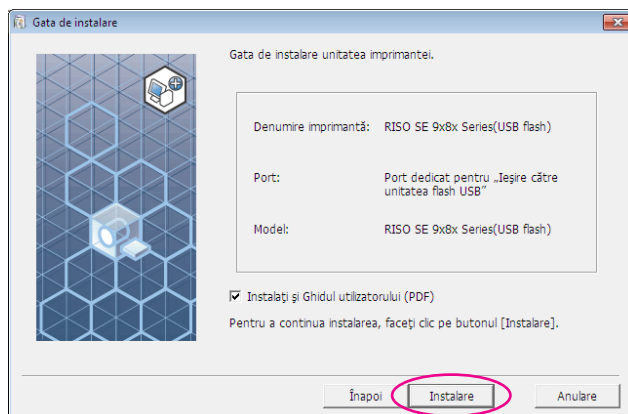 Gata de instalare
Gata de instalare unitatea imprimantei.
Denumire imprimantă: RISO SE 9x8x Series(USB flash)
Port: Port dedicat pentru „Ieşire către
unitatea flash USB”
Model: RISO SE 9x8x Series(USB flash)
Instalaţi şi Ghidul utilizatorului (PDF)
Pentru a continua instalarea, faceţi clic pe butonul [Instalare].
Înapoi Instalare Anulare